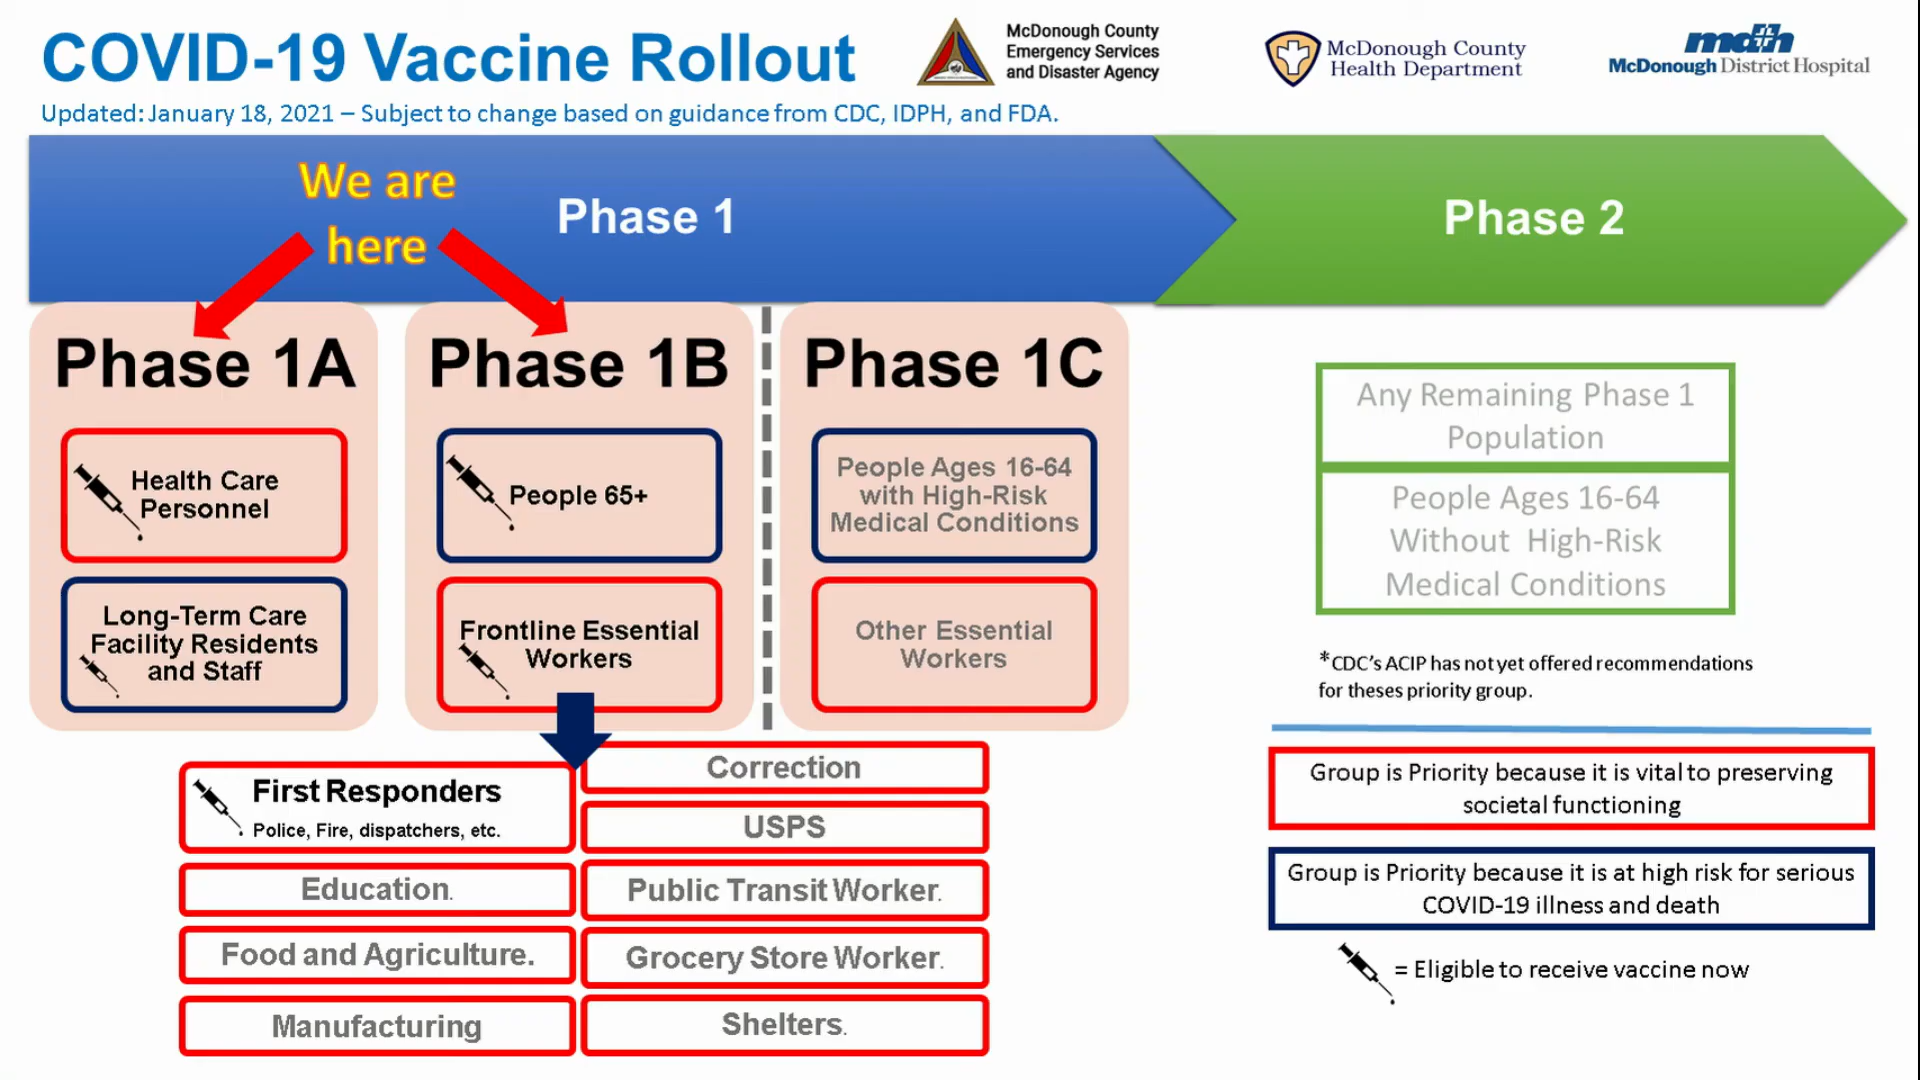 COVID-19 Vaccine Rollout
McDonough County
Emergency Services
and Disaster Agency
McDonough County
Health Department
mdh
McDonough District Hospital
Updated: January 18, 2021 – Subject to change based on guidance from CDC, IDPH, and FDA.
We are
here
Phase 1
Phase 2
Phase 1A
Health Care
Personnel
Long-Term Care
Facility Residents
and Staff
Phase 1B
People 65+
Frontline Essential
Workers
Phase 1C
People Ages 16-64
with High-Risk
Medical Conditions
Other Essential
Workers
Any Remaining Phase 1
Population
People Ages 16-64
Without High-Risk
Medical Conditions
*CDC's ACIP has not yet offered recommendations
for theses priority group.
First Responders
Police, Fire, dispatchers, etc.
Education.
Food and Agriculture.
Manufacturing
Correction
USPS
Public Transit Worker.
Grocery Store Worker.
Shelters.
Group is Priority because it is vital to preserving
societal functioning
Group is Priority because it is at high risk for serious
COVID-19 illness and death
= Eligible to receive vaccine now